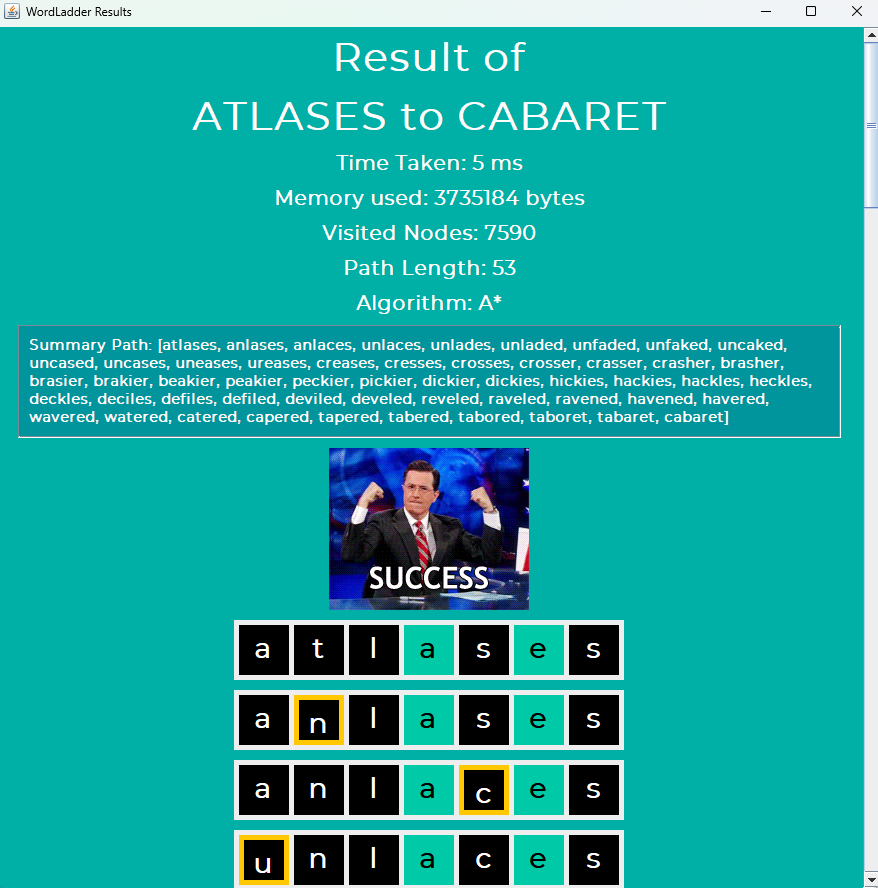 WordLadder Results
Result of
ATLASES to CABARET
Time Taken: 5 ms
Memory used: 3735184 bytes
Visited Nodes: 7590
Path Length: 53
Algorithm: A*
Summary Path: [atlases, anlases, anlaces, unlaces, unlades, unladed, unfaded, unfaked, uncaked,
uncased, uncases, uneases, ureases, creases, cresses, crosses, crosser, crasser, crasher, brasher,
brasier, brakier, beakier, peakier, peckier, pickier, dickier, dickies, hickies, hackies, hackles, heckles,
deckles, deciles, defiles, defiled, deviled, develed, reveled, raveled, ravened, havened, havered,
wavered, watered, catered, capered, tapered, tabered, tabored, taboret, tabaret, cabaret]
SUCCESS
a t l a s e s
a n l a s e s
a n l a c e s
u n l a c e s